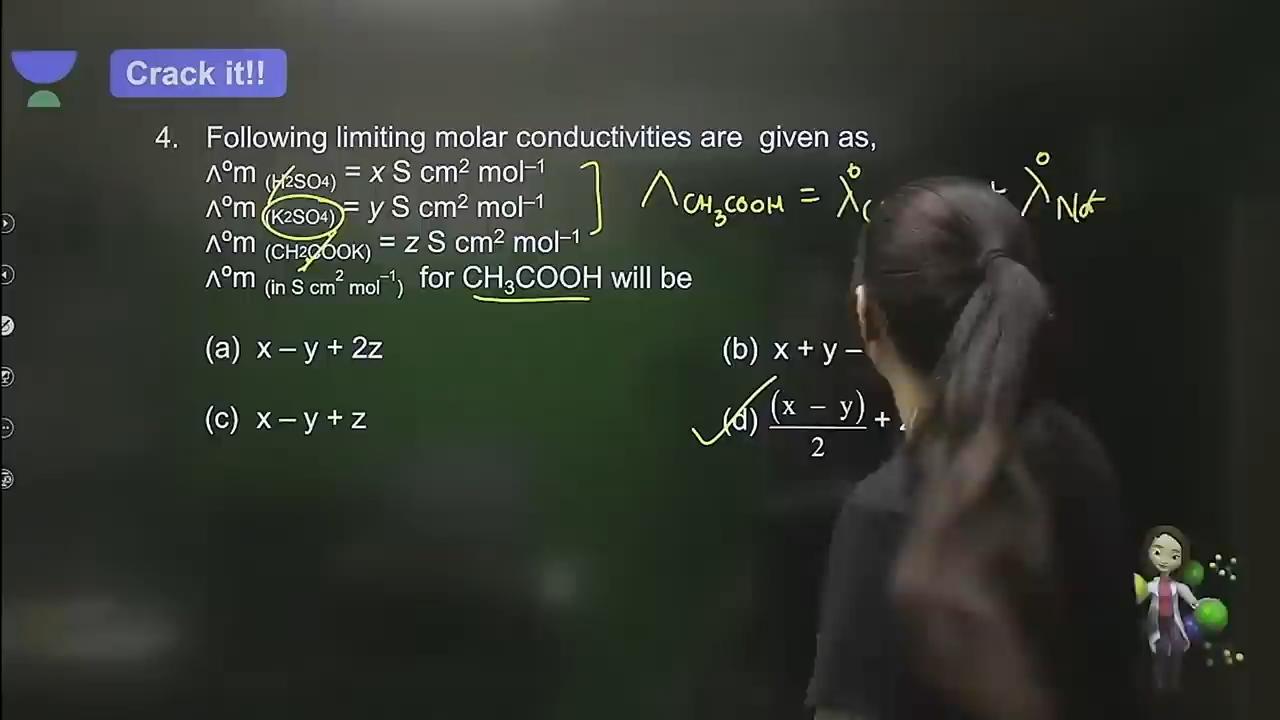 Crack it!!
4. Following limiting molar conductivities are given as,
Λ°m (H2SO4) = x S cm² mol⁻¹
Λ°m (K2SO4) = y S cm² mol⁻¹
Λ°m (CH2COOK) = z S cm² mol⁻¹
Λ°m (in S cm² mol⁻¹) for CH₃COOH will be
Λ CH₃COOH = λ° + λ°
(a) x – y + 2z
(b) x + y –
(c) x – y + z
(d) (x – y)/2 +